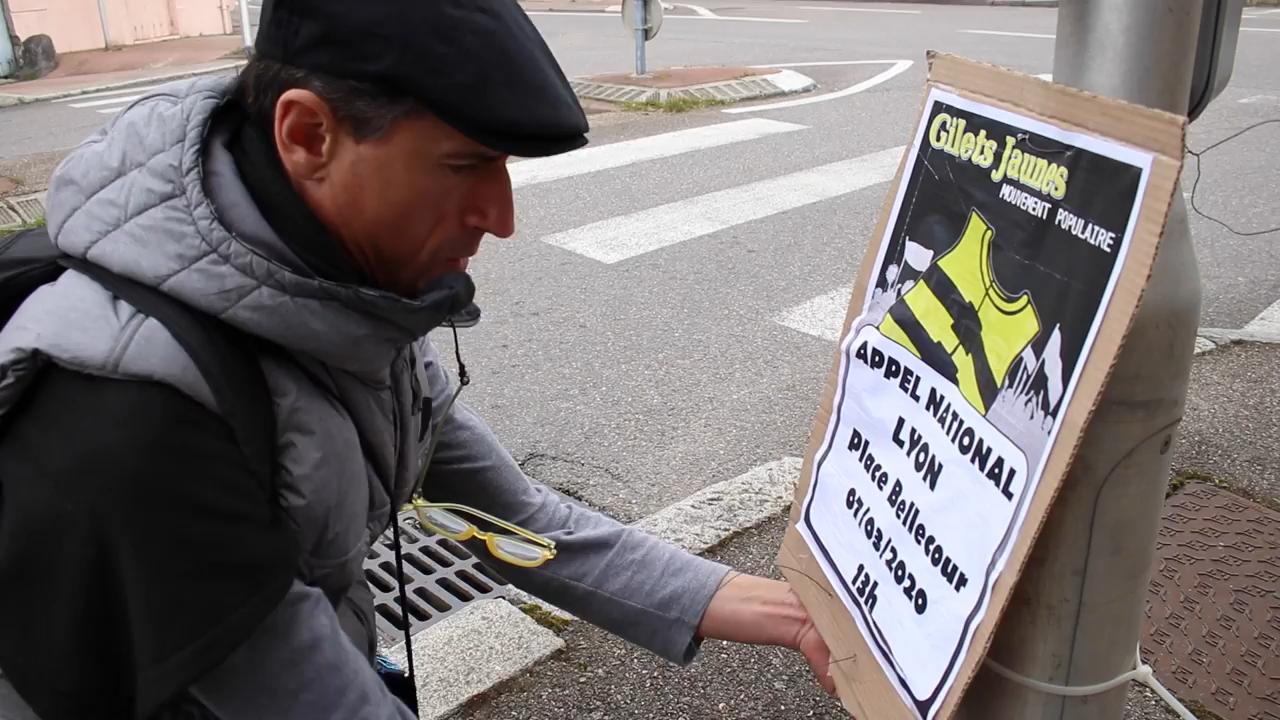 Gilets Jaunes
MOUVEMENT POPULAIRE
APPEL NATIONAL
LYON
Place Bellecour
07/03/2020
13h